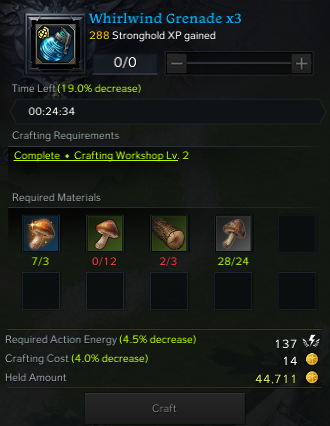 Whirlwind Grenade x3
288 Stronghold XP gained
0/0
Time Left(19.0% decrease)
00:24:34
Crafting Requirements
Complete • Crafting Workshop Lv. 2
Required Materials
7/3 0/12 2/3 28/24
Required Action Energy (4.5% decrease) 137
Crafting Cost (4.0% decrease) 14
Held Amount 44,711
Craft